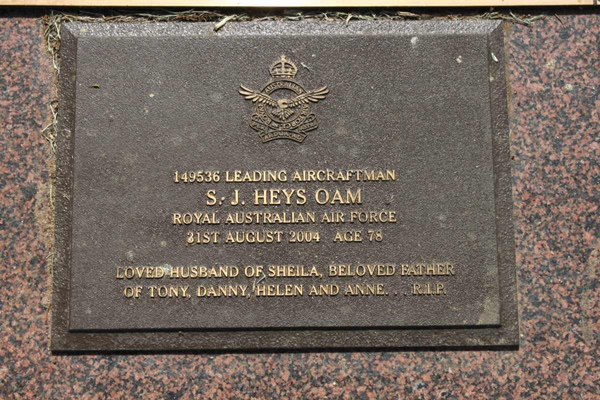 AUSTRALIAN
149536 LEADING AIRCRAFTMAN
S. J. HEYS OAM
ROYAL AUSTRALIAN AIR FORCE
31ST AUGUST 2004 AGE 78
LOVED HUSBAND OF SHEILA, BELOVED FATHER
OF TONY, DANNY, HELEN AND ANNE. . . R.I.P.